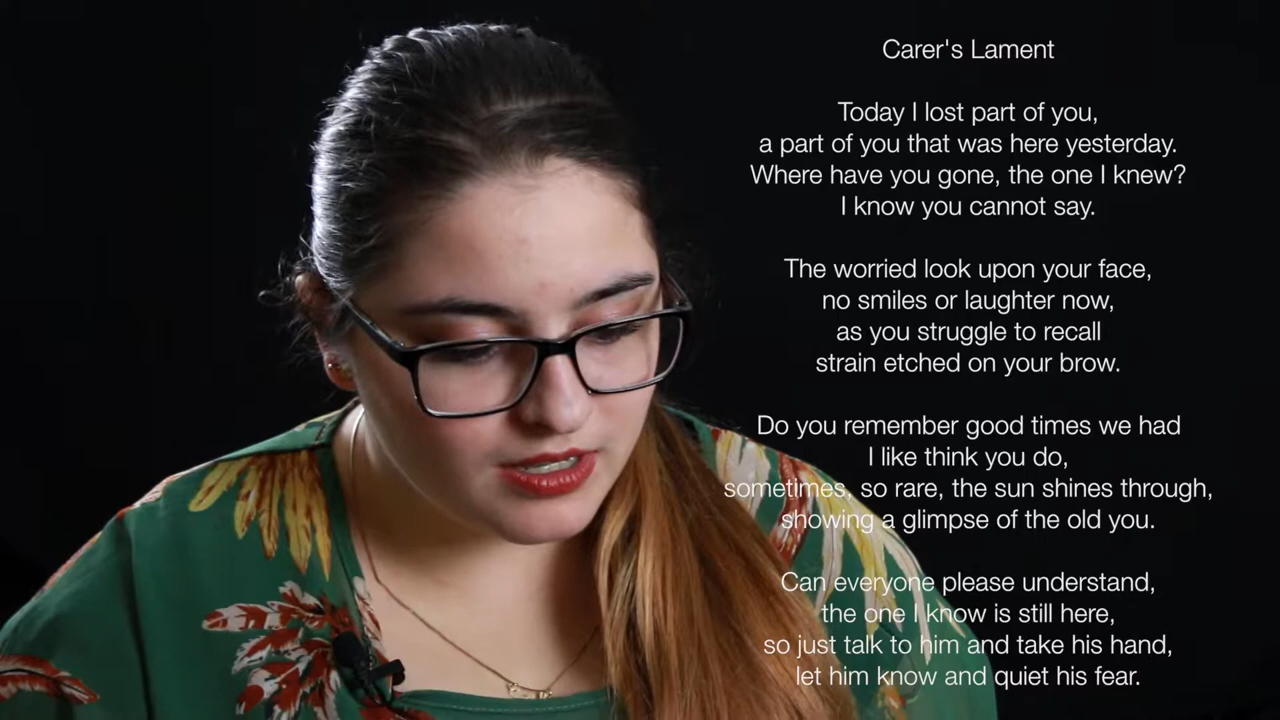 Carer's Lament
Today I lost part of you,
a part of you that was here yesterday.
Where have you gone, the one I knew?
I know you cannot say.
The worried look upon your face,
no smiles or laughter now,
as you struggle to recall
strain etched on your brow.
Do you remember good times we had
I like think you do,
sometimes, so rare, the sun shines through,
showing a glimpse of the old you.
Can everyone please understand,
the one I know is still here,
so just talk to him and take his hand,
let him know and quiet his fear.